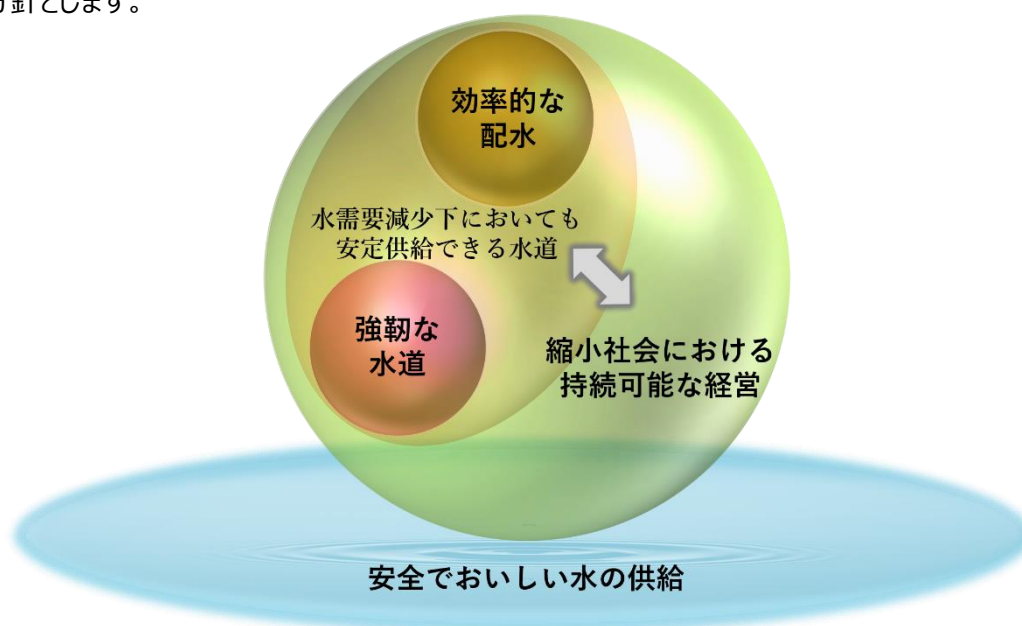 針とします。
効率的な
配水
水需要減少下においても
安定供給できる水道
強靭な
水道
縮小社会における
持続可能な経営
安全でおいしい水の供給